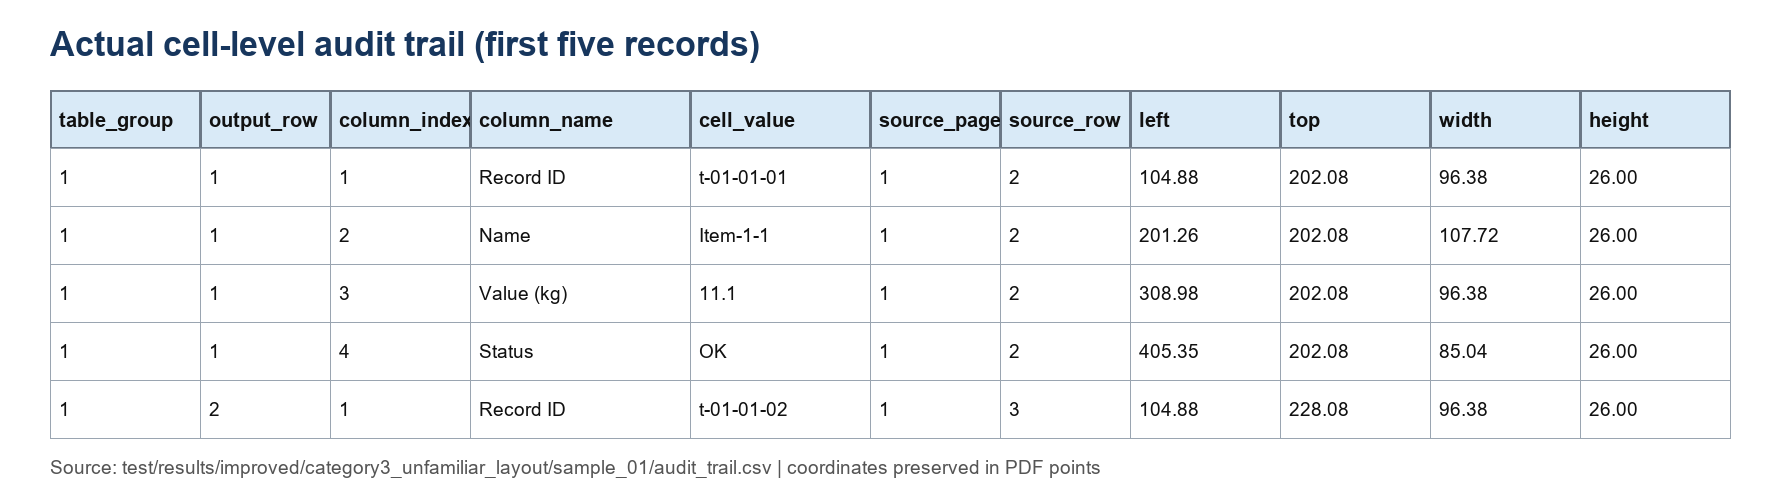 Actual cell-level audit trail (first five records)
table_group output_row column_index column_name cell_value source_page source_row left top width height
1 1 1 Record ID t-01-01-01 1 2 104.88 202.08 96.38 26.00
1 1 2 Name Item-1-1 1 2 201.26 202.08 107.72 26.00
1 1 3 Value (kg) 11.1 1 2 308.98 202.08 96.38 26.00
1 1 4 Status OK 1 2 405.35 202.08 85.04 26.00
1 2 1 Record ID t-01-01-02 1 3 104.88 228.08 96.38 26.00
Source: test/results/improved/category3_unfamiliar_layout/sample_01/audit_trail.csv | coordinates preserved in PDF points